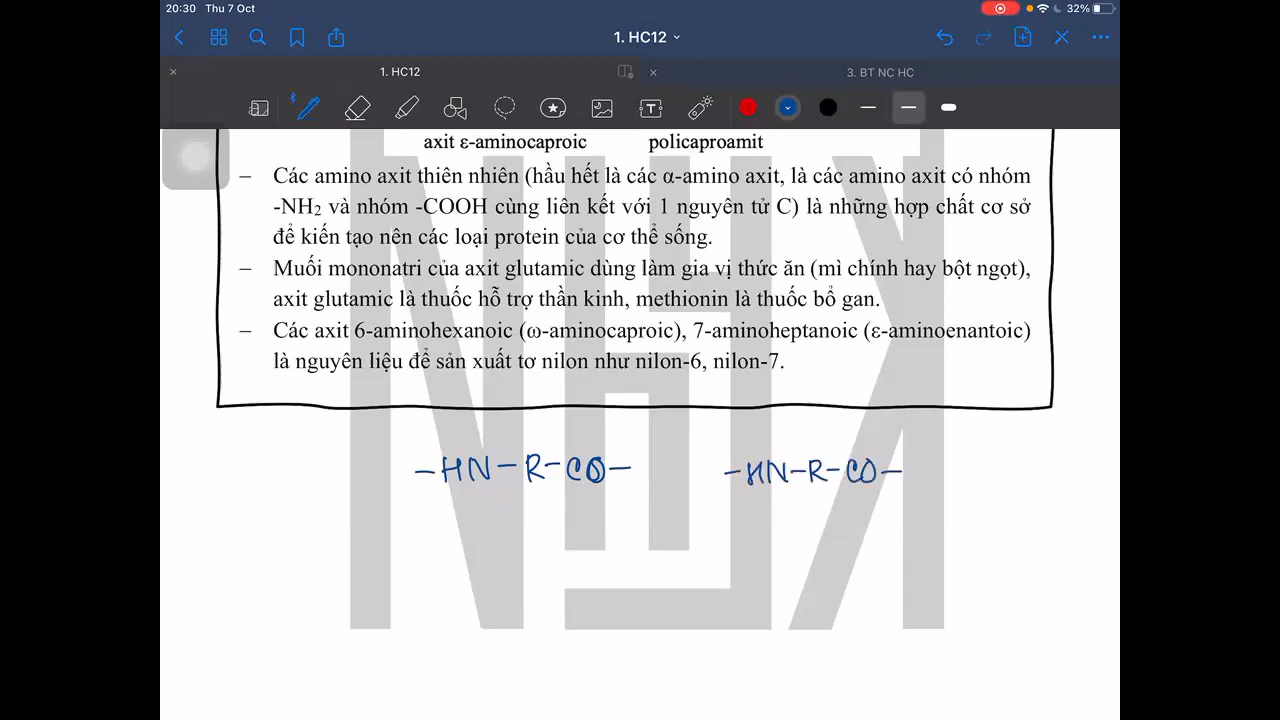 20:30 Thu 7 Oct 32%
1. HC12
1. HC12 3. BT NC HC
axit ε-aminocaproic policaproamit
– Các amino axit thiên nhiên (hầu hết là các α-amino axit, là các amino axit có nhóm
-NH₂ và nhóm -COOH cùng liên kết với 1 nguyên tử C) là những hợp chất cơ sở
để kiến tạo nên các loại protein của cơ thể sống.
– Muối mononatri của axit glutamic dùng làm gia vị thức ăn (mì chính hay bột ngọt),
axit glutamic là thuốc hỗ trợ thần kinh, methionin là thuốc bổ gan.
– Các axit 6-aminohexanoic (ω-aminocaproic), 7-aminoheptanoic (ε-aminoenantoic)
là nguyên liệu để sản xuất tơ nilon như nilon-6, nilon-7.
–HN–R–CO– –HN–R–CO–